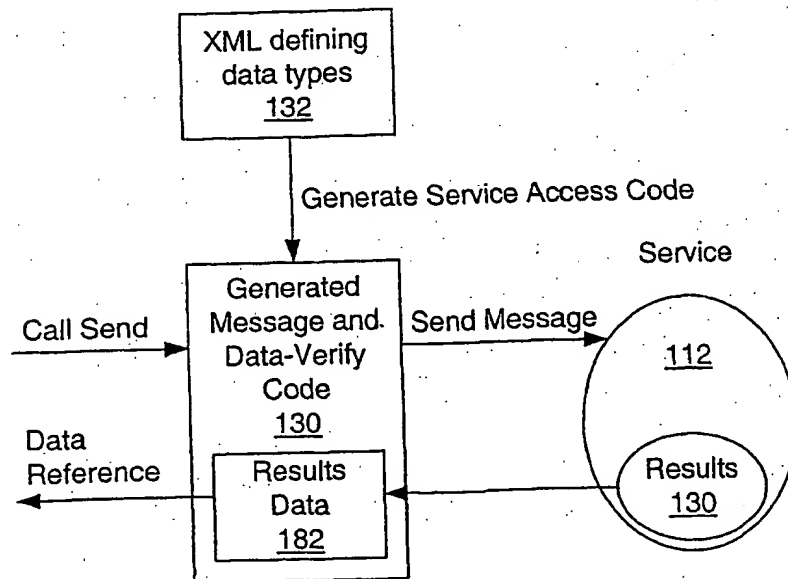 XML defining
data types
132
Generate Service Access Code
Service
Generated
Message and
Data-Verify
Code
130
Call Send
Send Message
112
Data
Reference
Results
Data
182
Results
130